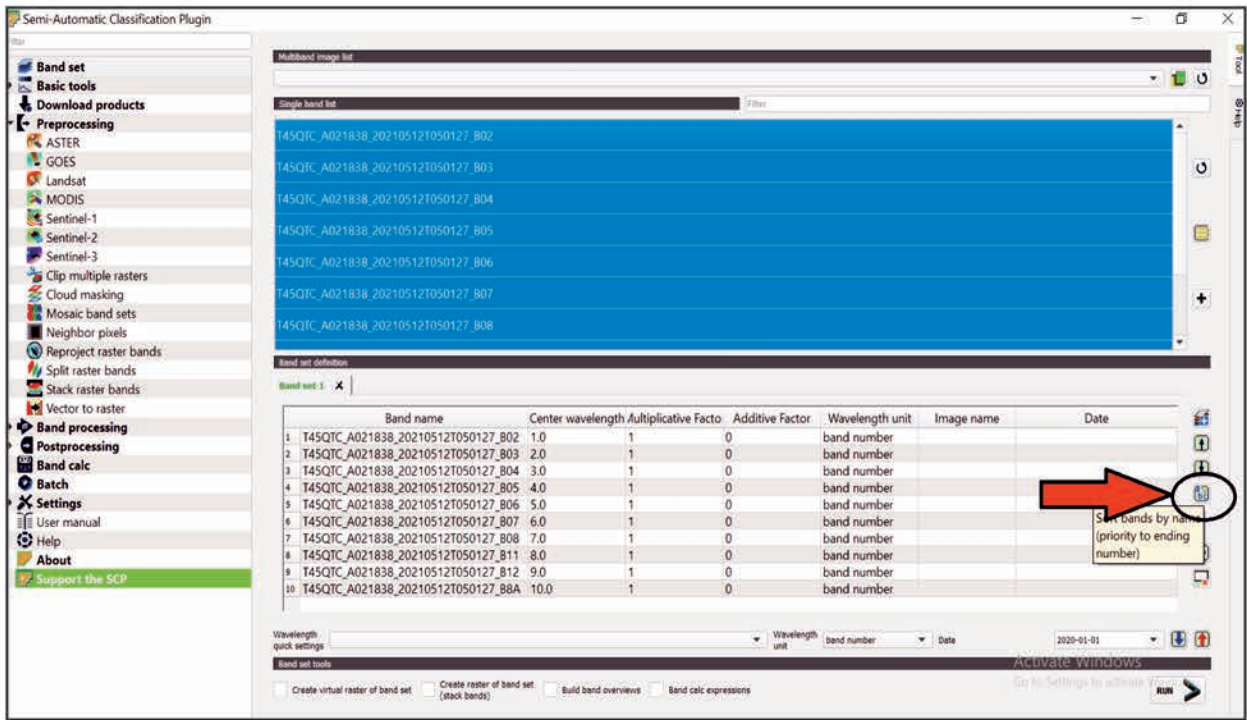 Semi-Automatic Classification Plugin
Filter
Band set
Basic tools
Download products
Preprocessing
ASTER
GOES
Landsat
MODIS
Sentinel-1
Sentinel-2
Sentinel-3
Clip multiple rasters
Cloud masking
Mosaic band sets
Neighbor pixels
Reproject raster bands
Split raster bands
Stack raster bands
Vector to raster
Band processing
Postprocessing
Band calc
Batch
Settings
User manual
Help
About
Support the SCP
Multiband image list
Single band list Filter
T45QTC_A021838_20210512T050127_B02
T45QTC_A021838_20210512T050127_B03
T45QTC_A021838_20210512T050127_B04
T45QTC_A021838_20210512T050127_B05
T45QTC_A021838_20210512T050127_B06
T45QTC_A021838_20210512T050127_B07
T45QTC_A021838_20210512T050127_B08
Band set definition
Band set 1
Band name Center wavelength Multiplicative Facto Additive Factor Wavelength unit Image name Date
1 T45QTC_A021838_20210512T050127_B02 1.0 1 0 band number
2 T45QTC_A021838_20210512T050127_B03 2.0 1 0 band number
3 T45QTC_A021838_20210512T050127_B04 3.0 1 0 band number
4 T45QTC_A021838_20210512T050127_B05 4.0 1 0 band number
5 T45QTC_A021838_20210512T050127_B06 5.0 1 0 band number
6 T45QTC_A021838_20210512T050127_B07 6.0 1 0 band number
7 T45QTC_A021838_20210512T050127_B08 7.0 1 0 band number
8 T45QTC_A021838_20210512T050127_B11 8.0 1 0 band number
9 T45QTC_A021838_20210512T050127_B12 9.0 1 0 band number
10 T45QTC_A021838_20210512T050127_B8A 10.0 1 0 band number
Sort bands by name
(priority to ending
number)
Wavelength
quick settings
Wavelength
unit
band number Date 2020-01-01
Band set tools
Activate Windows
Go to Settings to activate
Create virtual raster of band set
Create raster of band set
(stack bands)
Build band overviews
Band calc expressions
RUN
Tool
Help